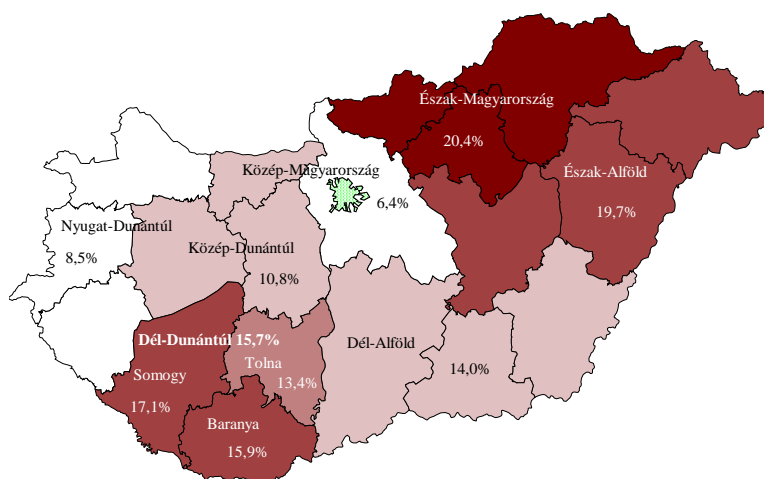 Észak-Magyarország
20,4%
Közép-Magyarország
6,4%
Észak-Alföld
19,7%
Nyugat-Dunántúl
8,5%
Közép-Dunántúl
10,8%
Dél-Dunántúl 15,7%
Somogy
17,1%
Tolna
13,4%
Baranya
15,9%
Dél-Alföld
14,0%